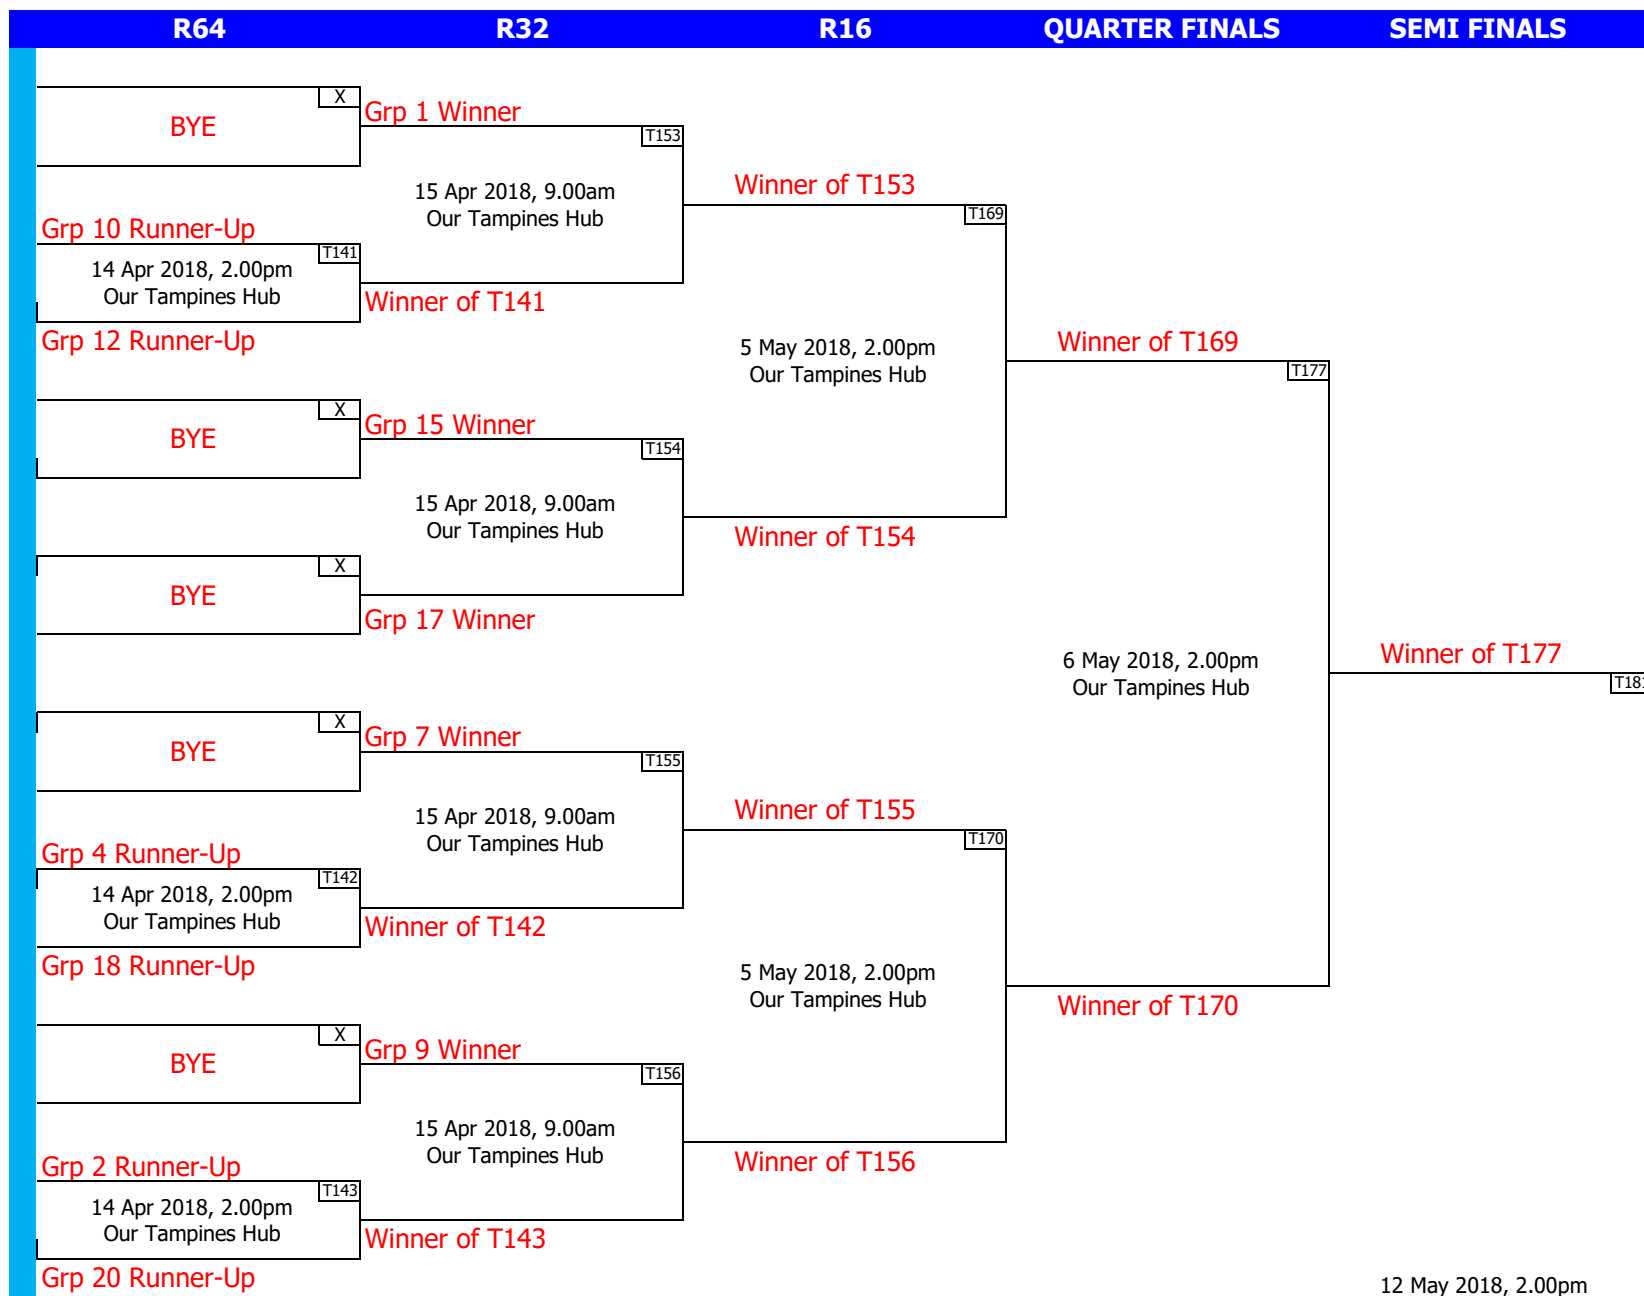 R64 R32 R16 QUARTER FINALS SEMI FINALS
X
BYE
Grp 1 Winner
T153
15 Apr 2018, 9.00am
Our Tampines Hub
Winner of T153
T169
Grp 10 Runner-Up
T141
14 Apr 2018, 2.00pm
Our Tampines Hub
Winner of T141
Grp 12 Runner-Up
5 May 2018, 2.00pm
Our Tampines Hub
Winner of T169
T177
X
BYE
Grp 15 Winner
T154
15 Apr 2018, 9.00am
Our Tampines Hub
Winner of T154
X
BYE
Grp 17 Winner
6 May 2018, 2.00pm
Our Tampines Hub
Winner of T177
T181
X
BYE
Grp 7 Winner
T155
15 Apr 2018, 9.00am
Our Tampines Hub
Winner of T155
T170
Grp 4 Runner-Up
T142
14 Apr 2018, 2.00pm
Our Tampines Hub
Winner of T142
Grp 18 Runner-Up
5 May 2018, 2.00pm
Our Tampines Hub
Winner of T170
X
BYE
Grp 9 Winner
T156
15 Apr 2018, 9.00am
Our Tampines Hub
Winner of T156
Grp 2 Runner-Up
T143
14 Apr 2018, 2.00pm
Our Tampines Hub
Winner of T143
Grp 20 Runner-Up
12 May 2018, 2.00pm